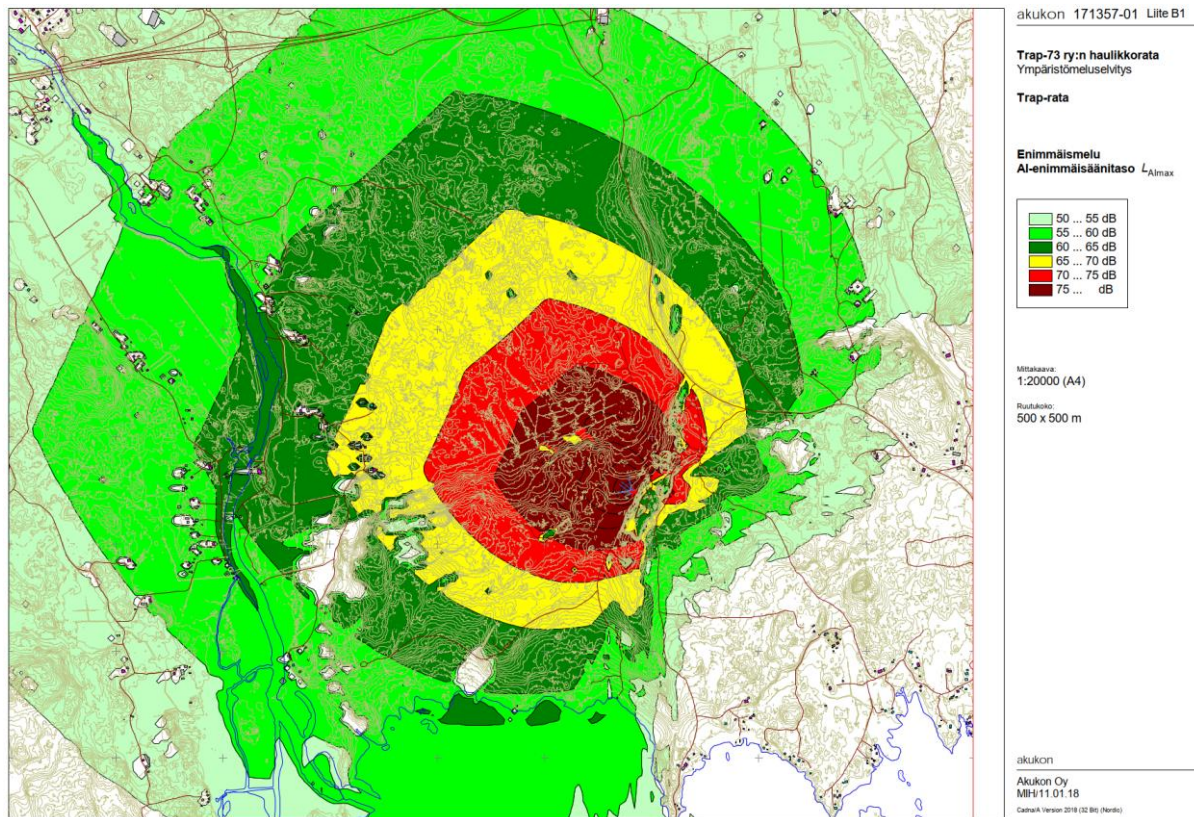 akukon 171357-01 Liite B1
Trap-73 ry:n haulikkorata
Ympäristömeluselvitys
Trap-rata
Enimmäismelu
AI-enimmäisäänitaso LAImax
50 ... 55 dB
55 ... 60 dB
60 ... 65 dB
65 ... 70 dB
70 ... 75 dB
75 ... dB
Mittakaava:
1:20000 (A4)
Ruutukoko:
500 x 500 m
akukon
Akukon Oy
MIH/11.01.18
CadnaA Version 2018 (32 Bit) (Nordic)